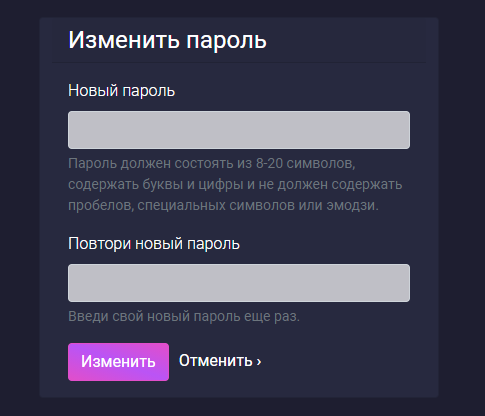 Изменить пароль
Новый пароль
Пароль должен состоять из 8-20 символов,
содержать буквы и цифры и не должен содержать
пробелов, специальных символов или эмодзи.
Повтори новый пароль
Введи свой новый пароль еще раз.
Изменить Отменить ›